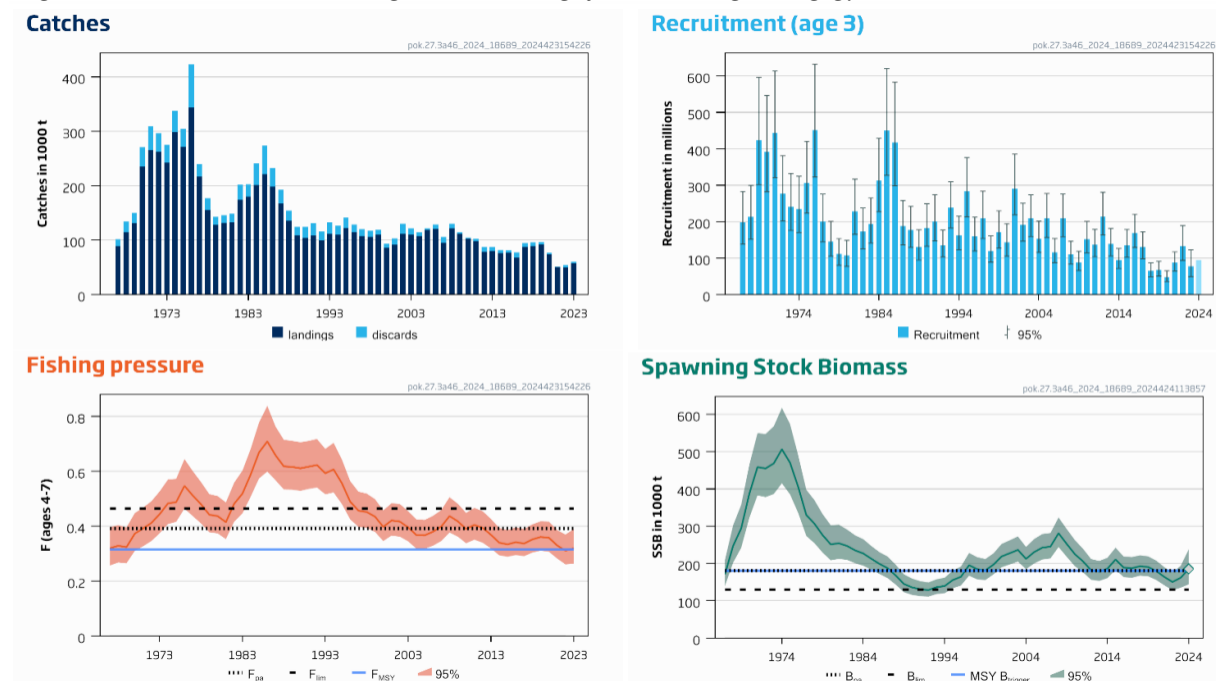 Catches
pok.27.3a46_2024_18689_2024423154226
Catches in 1000 t
400
300
200
100
0
1973
1983
1993
2003
2013
2023
landings
discards
Recruitment (age 3)
pok.27.3a46_2024_18689_2024423154226
Recruitment in millions
600
500
400
300
200
100
0
1974
1984
1994
2004
2014
2024
Recruitment
95%
Fishing pressure
pok.27.3a46_2024_18689_2024423154226
F (ages 4-7)
0.8
0.6
0.4
0.2
0
1973
1983
1993
2003
2013
2023
Fpa
Flim
FMSY
95%
Spawning Stock Biomass
pok.27.3a46_2024_18689_2024424113857
SSB in 1000 t
600
500
400
300
200
100
0
1974
1984
1994
2004
2014
2024
Bpa
Blim
MSY Btrigger
95%